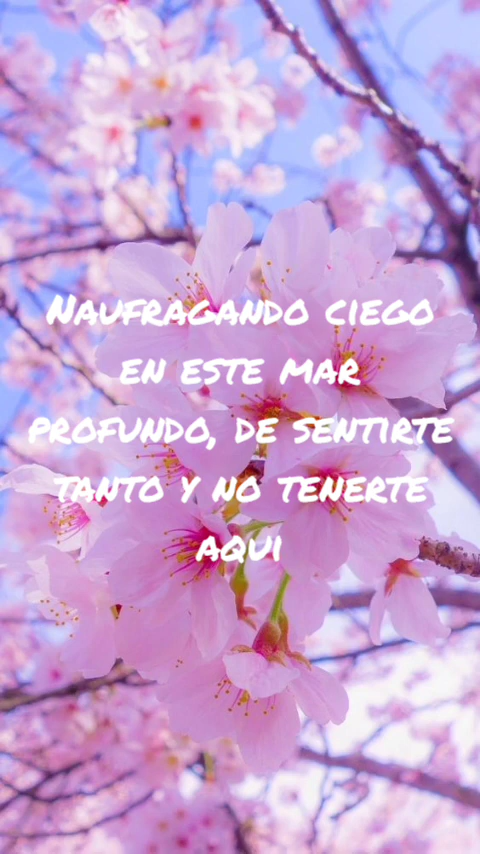 Naufragando ciego
en este mar
profundo, de sentirte
tanto y no tenerte
aqui